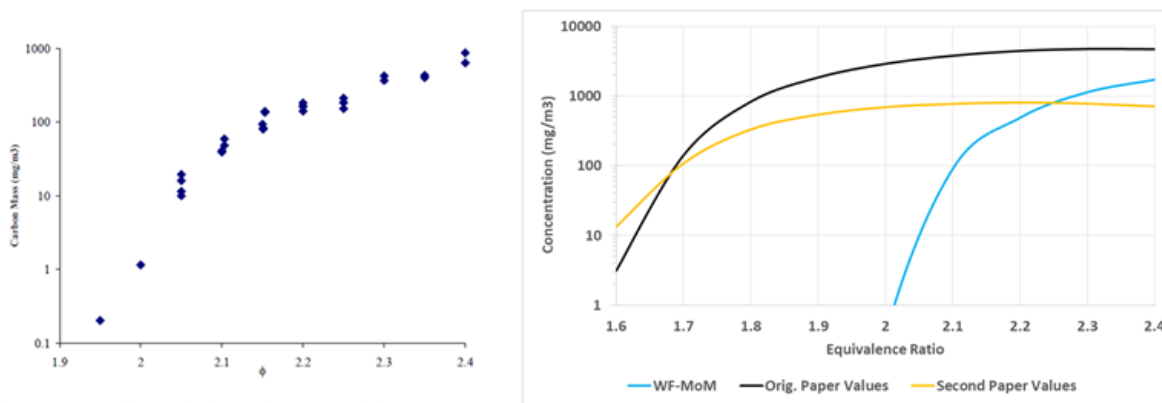 1000
100
10
1
0.1
Carbon Mass (mg/m3)
1.9 2 2.1 2.2 2.3 2.4
ϕ
10000
1000
100
10
1
Concentration (mg/m3)
1.6 1.7 1.8 1.9 2 2.1 2.2 2.3 2.4
Equivalence Ratio
WF-MoM Orig. Paper Values Second Paper Values